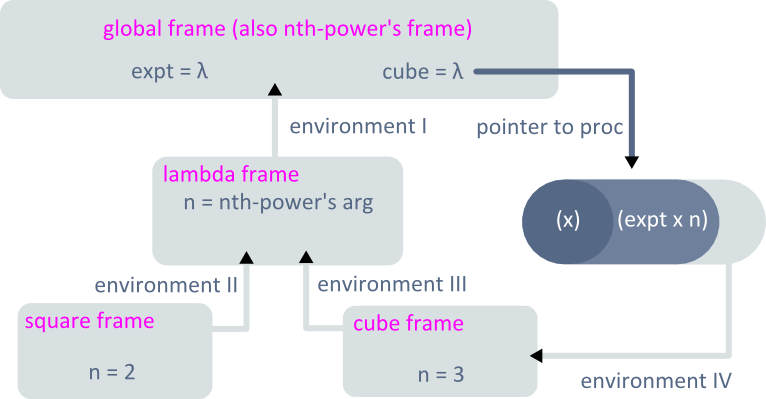 global frame (also nth-power's frame)
expt = λ
cube = λ
environment I
pointer to proc
lambda frame
n = nth-power's arg
(x)
(expt x n)
environment II
environment III
square frame
n = 2
cube frame
n = 3
environment IV